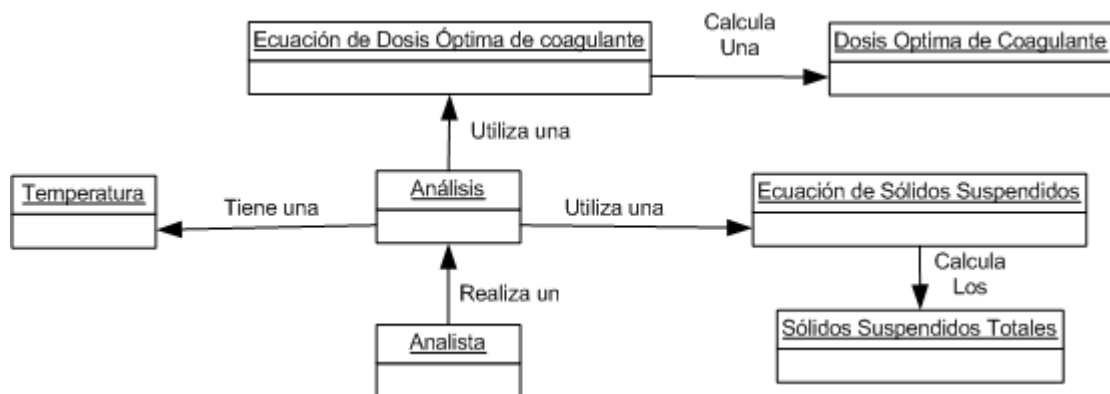 Ecuación de Dosis Óptima de coagulante
Calcula
Una
Dosis Optima de Coagulante
Utiliza una
Temperatura
Tiene una
Análisis
Utiliza una
Ecuación de Sólidos Suspendidos
Calcula
Los
Realiza un
Analista
Sólidos Suspendidos Totales